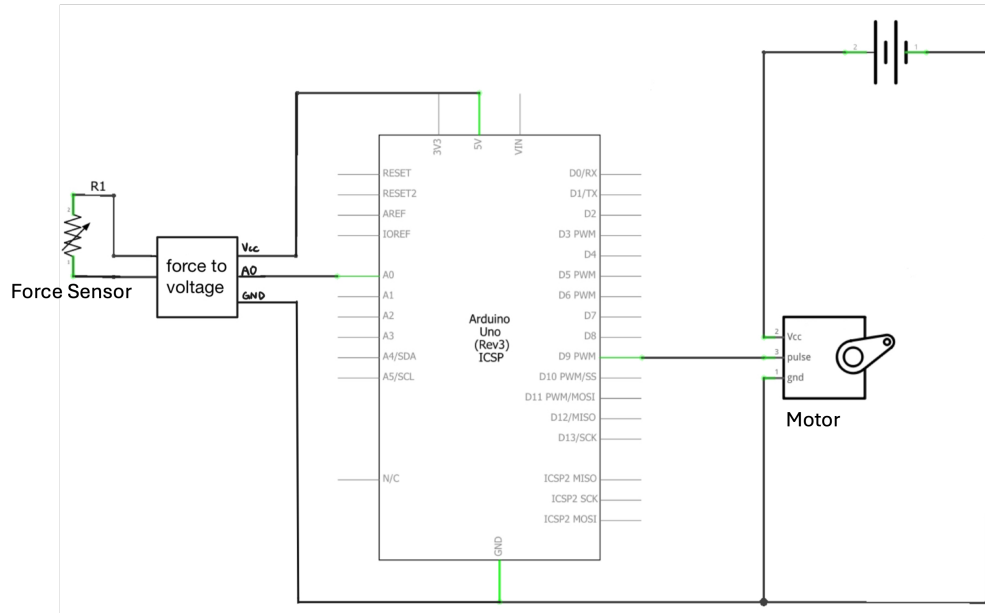 2
1
3V3
5V
VIN
RESET
RESET2
AREF
IOREF
A0
A1
A2
A3
A4/SDA
A5/SCL
N/C
D0/RX
D1/TX
D2
D3 PWM
D4
D5 PWM
D6 PWM
D7
D8
D9 PWM
D10 PWM/SS
D11 PWM/MOSI
D12/MISO
D13/SCK
ICSP2 MISO
ICSP2 SCK
ICSP2 MOSI
GND
Arduino
Uno
(Rev3)
ICSP
R1
2
1
Force Sensor
force to
voltage
Vcc
A0
GND
2
3
1
Vcc
pulse
gnd
Motor